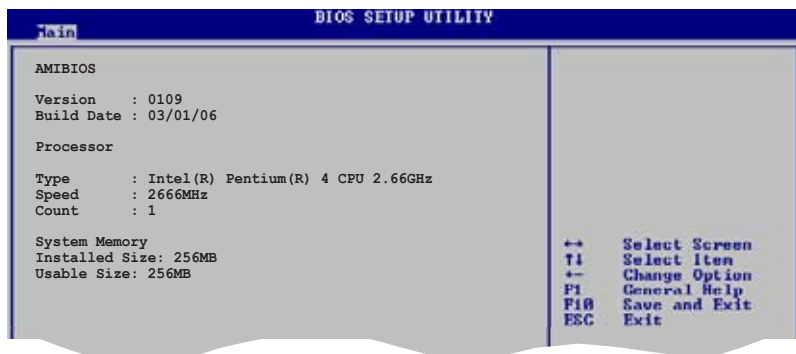 BIOS SETUP UTILITY
Main
AMIBIOS
Version : 0109
Build Date : 03/01/06
Processor
Type : Intel(R) Pentium(R) 4 CPU 2.66GHz
Speed : 2666MHz
Count : 1
System Memory
Installed Size: 256MB
Usable Size: 256MB
←→ Select Screen
↑↓ Select Item
+- Change Option
F1 General Help
F10 Save and Exit
ESC Exit